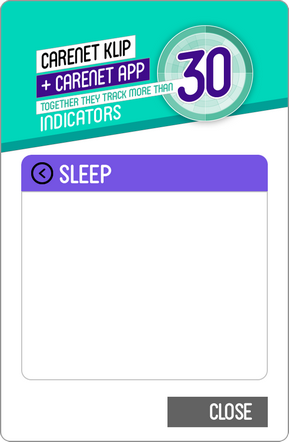 CARENET KLIP
+ CARENET APP
TOGETHER THEY TRACK MORE THAN
30
INDICATORS
SLEEP
CLOSE